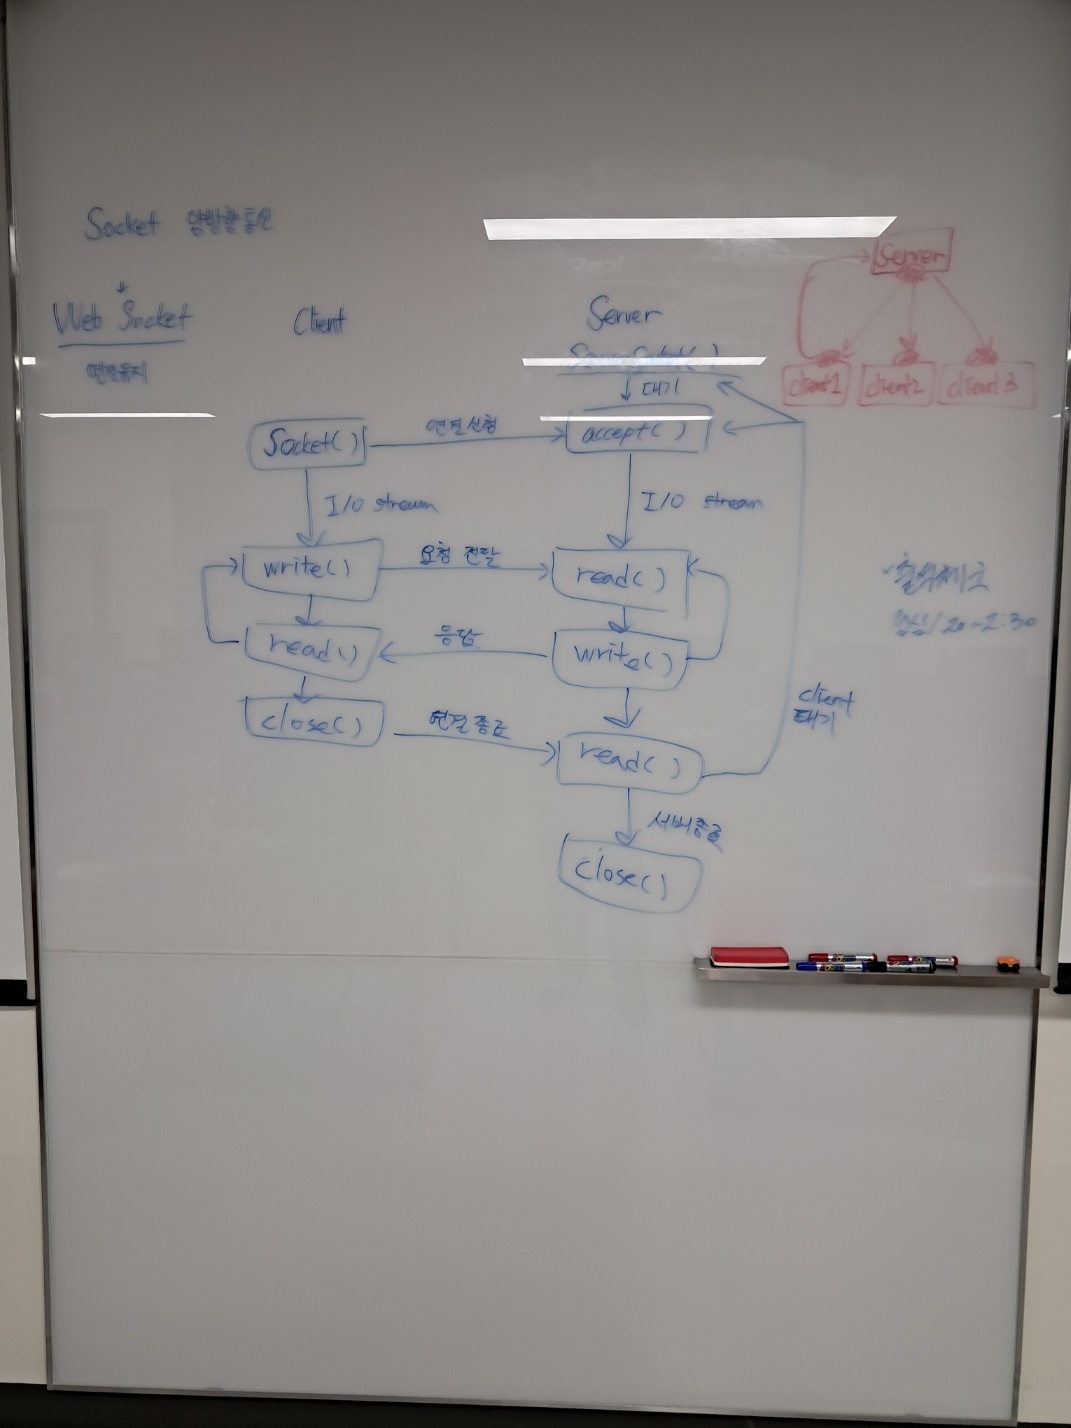 Socket 양방향통신
Web Socket
연결유지
Client
Server
ServerSocket( )
대기
Socket( )
연결신청
accept( )
I/O stream
I/O stream
write( )
요청 전달
read( )
read( )
응답
write( )
close( )
연결종료
read( )
client
대기
서버종료
close( )
Server
client1
client2
client3
출석체크
점심 1:20~2:30